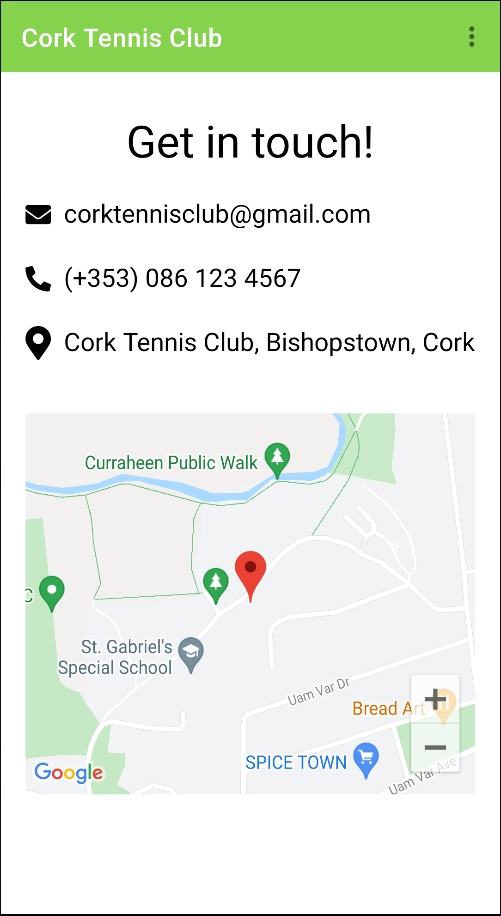 Cork Tennis Club
Get in touch!
corktennisclub@gmail.com
(+353) 086 123 4567
Cork Tennis Club, Bishopstown, Cork
Curraheen Public Walk
C
St. Gabriel's
Special School
Uam Var Dr
Bread Art
SPICE TOWN
Uam Var Ave
Google